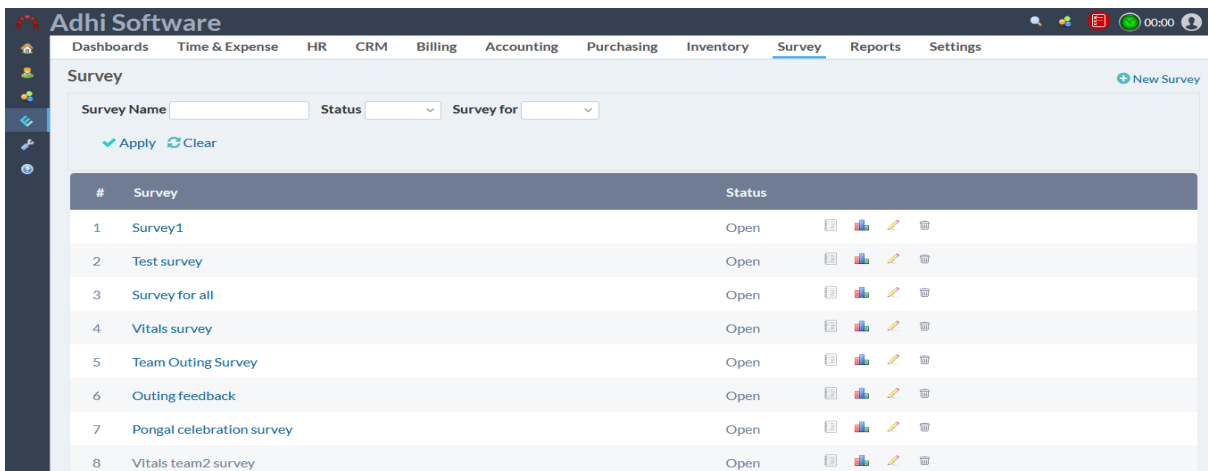 Adhi Software 00:00
Dashboards Time & Expense HR CRM Billing Accounting Purchasing Inventory Survey Reports Settings
Survey New Survey
Survey Name Status Survey for
Apply Clear
# Survey Status
1 Survey1 Open
2 Test survey Open
3 Survey for all Open
4 Vitals survey Open
5 Team Outing Survey Open
6 Outing feedback Open
7 Pongal celebration survey Open
8 Vitals team2 survey Open